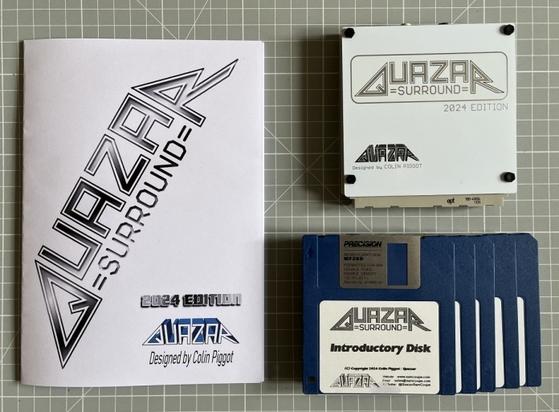 QUAZAR
=SURROUND=
2024 EDITION
QUAZAR
Designed by Colin Piggot
QUAZAR
=SURROUND=
2024 EDITION
QUAZAR
Designed by COLIN PIGGOT
PRECISION
QUAZAR
=SURROUND=
Introductory Disk
(C) Copyright 2024 Colin Piggot / Quazar
QUAZAR